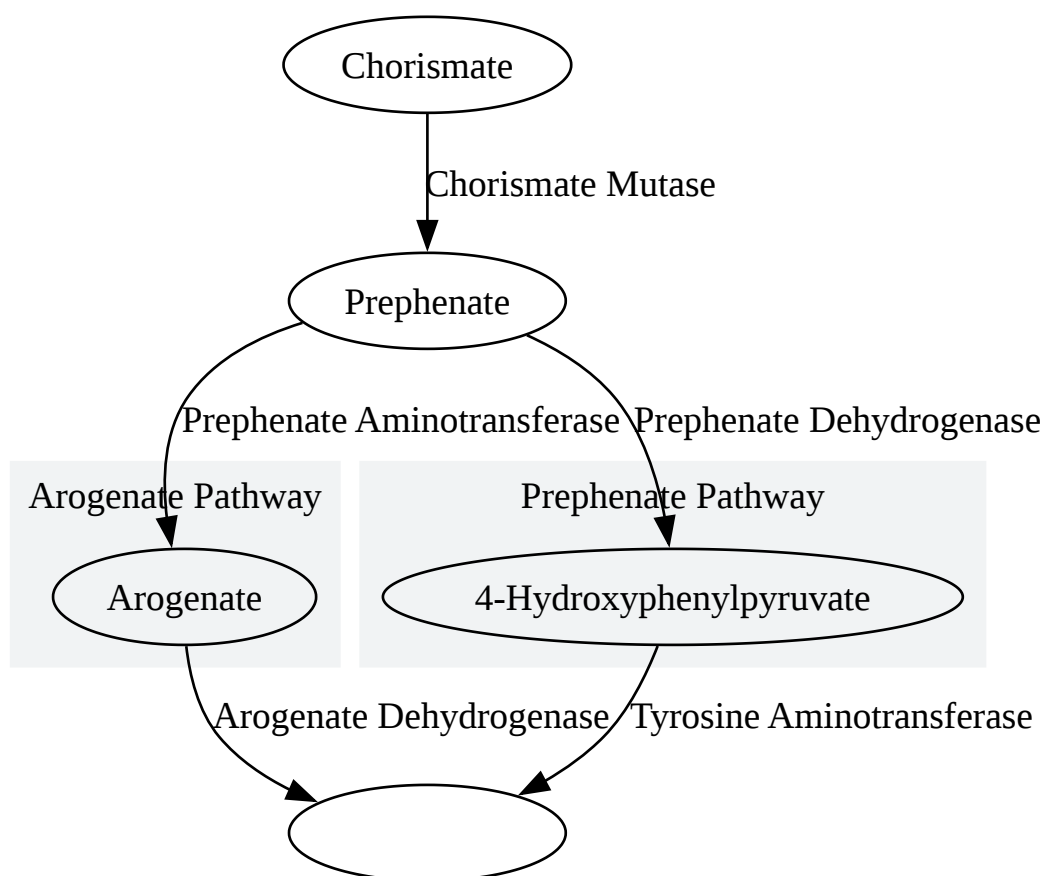 Chorismate
Chorismate Mutase
Prephenate
Prephenate Aminotransferase
Prephenate Dehydrogenase
Arogenate Pathway
Prephenate Pathway
Arogenate
4-Hydroxyphenylpyruvate
Arogenate Dehydrogenase
Tyrosine Aminotransferase